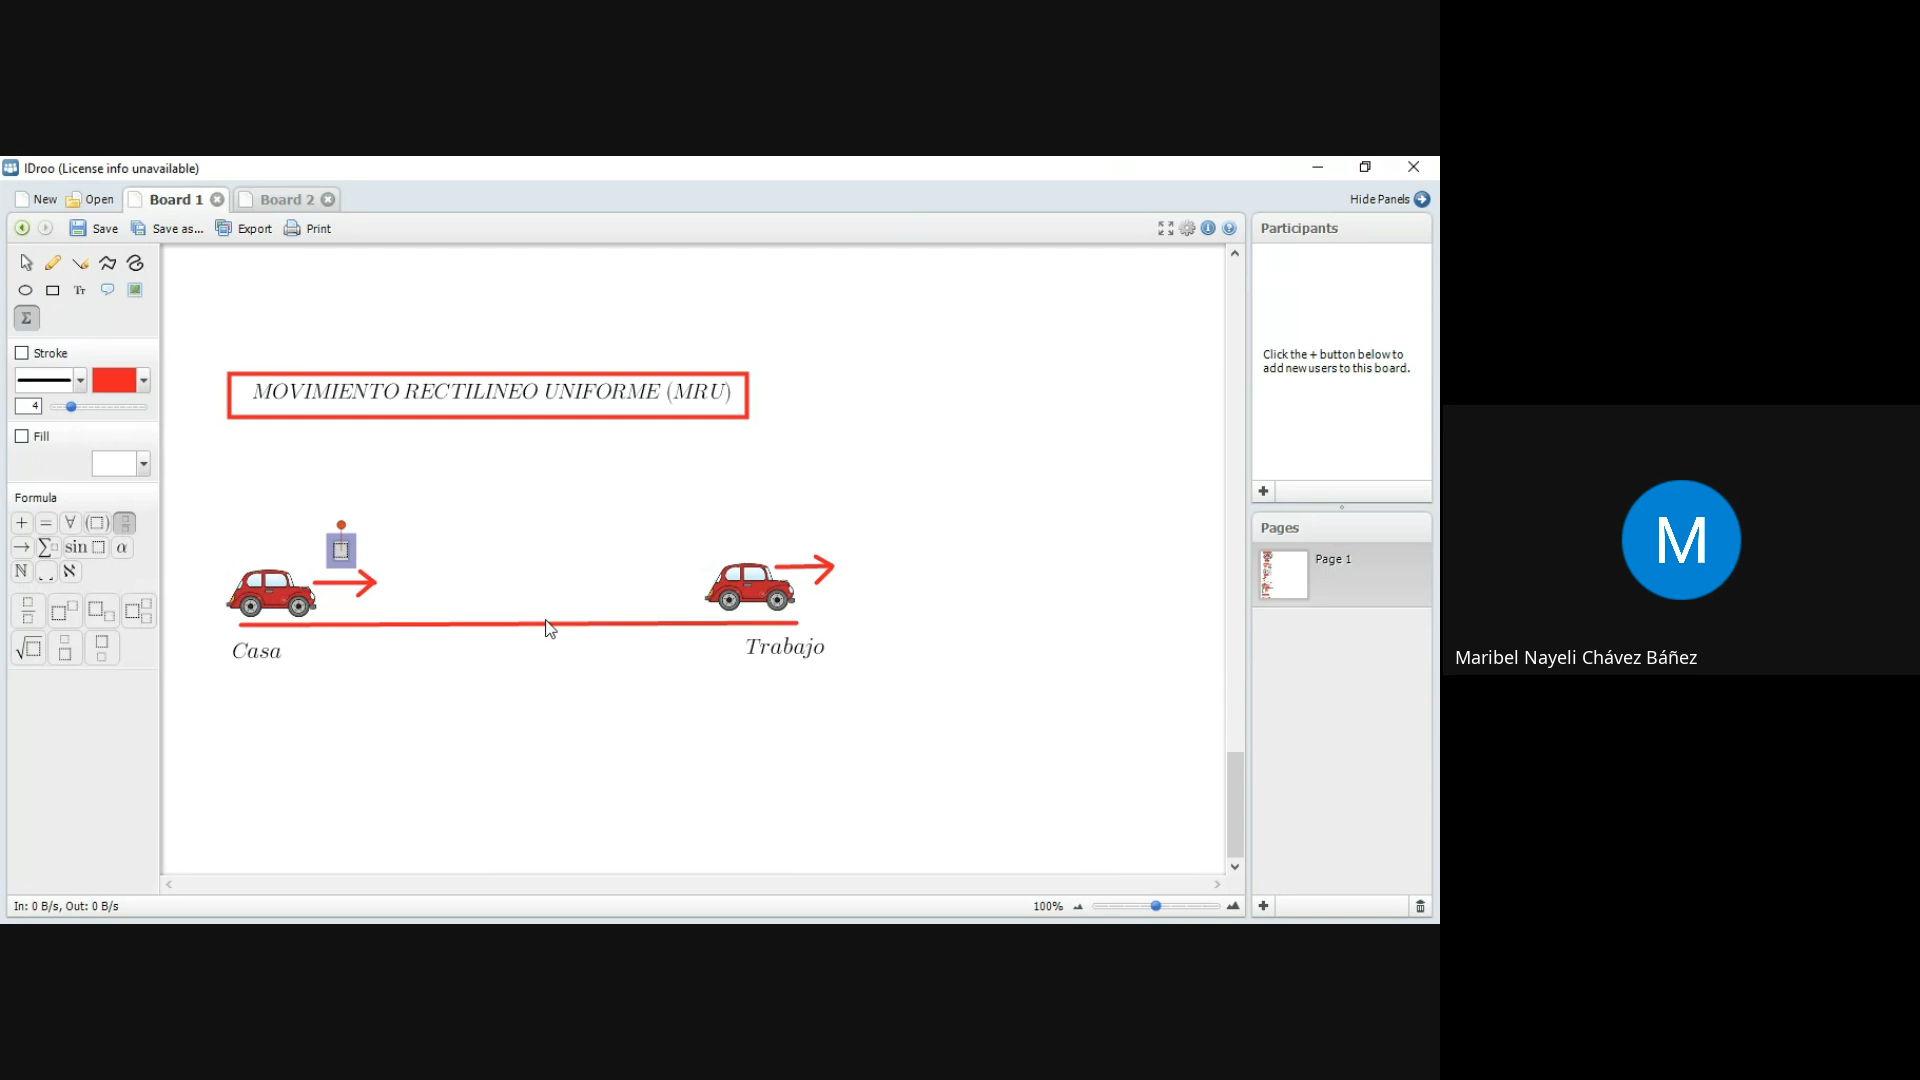 IDroo (License info unavailable)
New Open Board 1 Board 2 Hide Panels
Save Save as... Export Print
Participants
Tr
Σ
Stroke
4
Fill
Formula
+ = ∀ (□)
→ Σ sin □ α
ℕ ℵ
MOVIMIENTO RECTILINEO UNIFORME (MRU)
Casa
Trabajo
Click the + button below to
add new users to this board.
Pages
Page 1
In: 0 B/s, Out: 0 B/s
100%
M
Maribel Nayeli Chávez Báñez